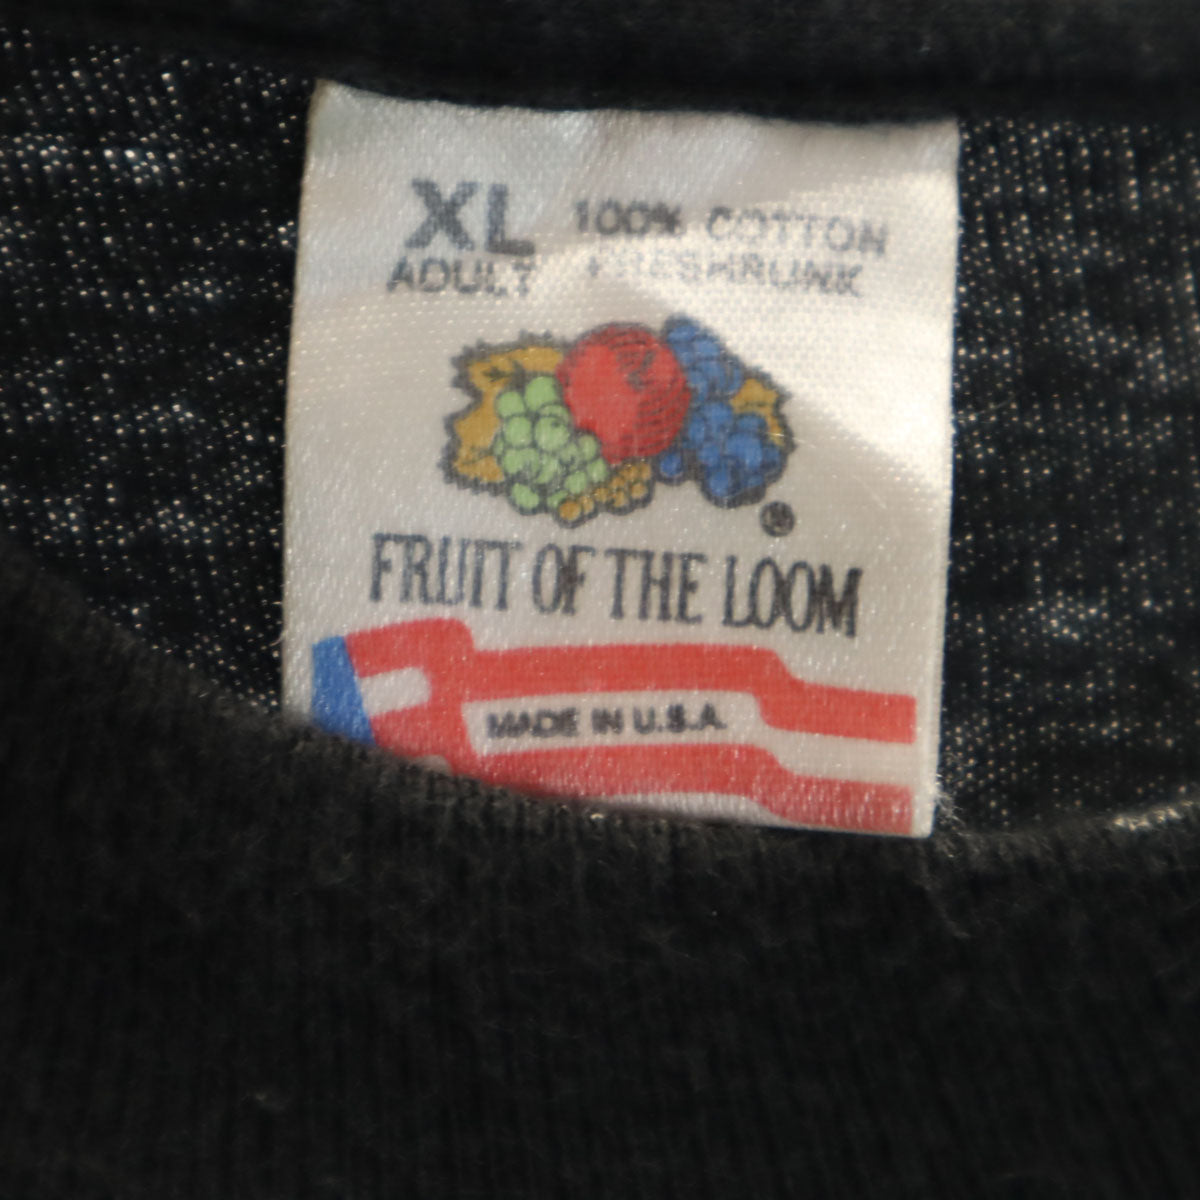 XL 100% COTTON
ADULT PRESHRUNK
®
FRUIT OF THE LOOM
MADE IN U.S.A.